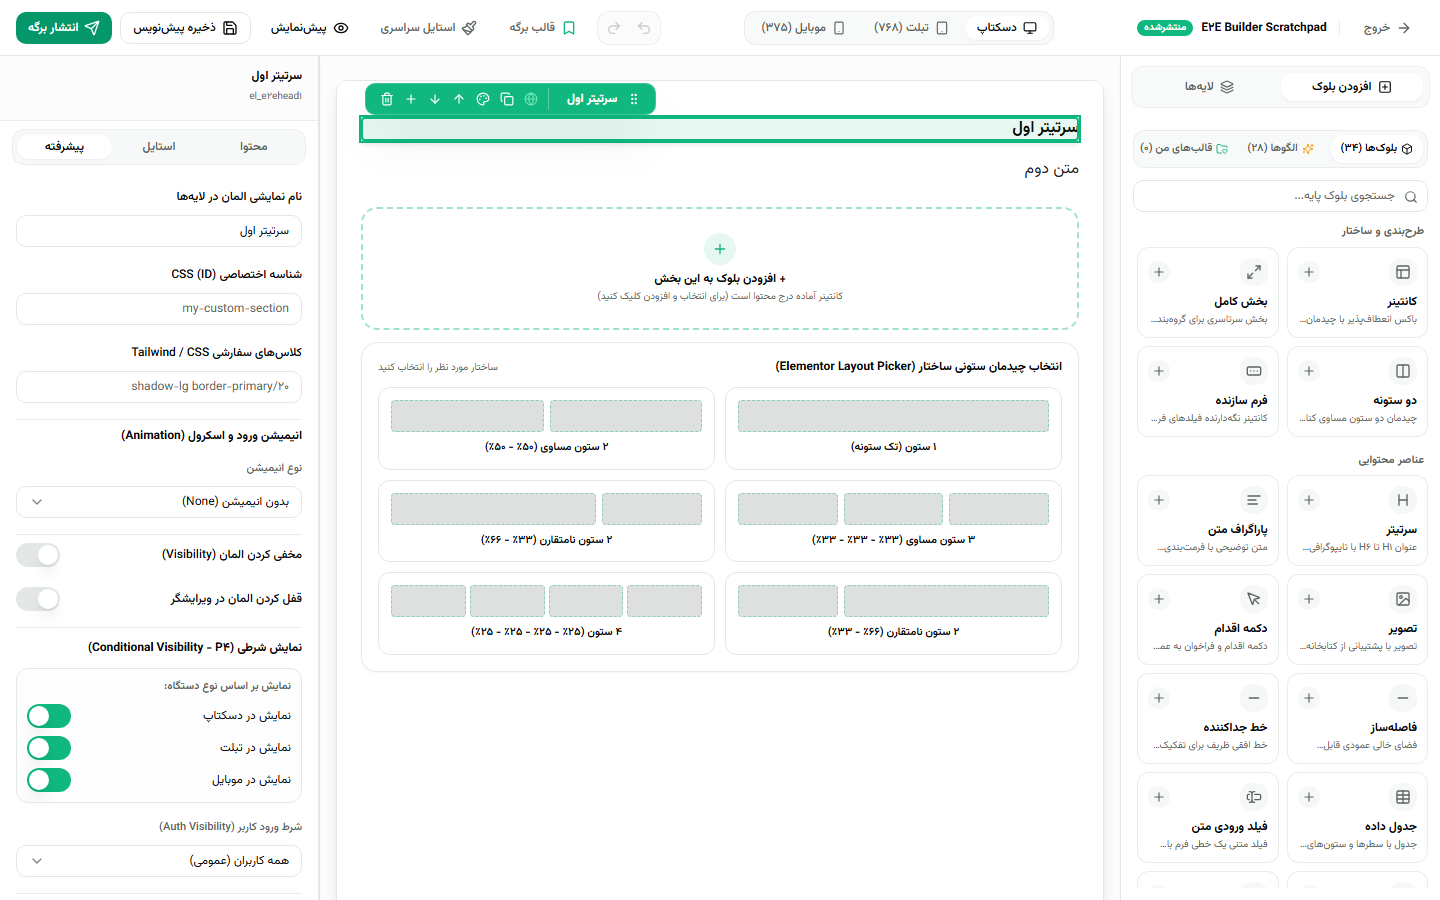 خروج
E۲E Builder Scratchpad
منتشرشده
دسکتاپ
تبلت (۷۶۸)
موبایل (۳۷۵)
قالب برگه
استایل سراسری
پیش‌نمایش
ذخیره پیش‌نویس
انتشار برگه
افزودن بلوک
لایه‌ها
بلوک‌ها (۳۴)
الگوها (۲۸)
قالب‌های من (۰)
جستجوی بلوک پایه...
طرح‌بندی و ساختار
کانتینر
باکس انعطاف‌پذیر با چیدمان...
بخش کامل
بخش سرتاسری برای گروه‌بند...
دو ستونه
چیدمان دو ستون مساوی کنا...
فرم سازنده
کانتینر نگه‌دارنده فیلدهای فر...
عناصر محتوایی
سرتیتر
عنوان H۱ تا H۶ با تایپوگرافی...
پاراگراف متن
متن توضیحی با فرمت‌بندی...
تصویر
تصویر با پشتیبانی از کتابخانه...
دکمه اقدام
دکمه اقدام و فراخوان به عم...
فاصله‌ساز
فضای خالی عمودی قابل...
خط جداکننده
خط افقی ظریف برای تفکیک...
جدول داده
جدول با سطرها و ستون‌های...
فیلد ورودی متن
فیلد متنی یک خطی فرم با...
سرتیتر اول
سرتیتر اول
متن دوم
+ افزودن بلوک به این بخش
کانتینر آماده درج محتوا است (برای انتخاب و افزودن کلیک کنید)
انتخاب چیدمان ستونی ساختار (Elementor Layout Picker)
ساختار مورد نظر را انتخاب کنید
۱ ستون (تک ستونه)
۲ ستون مساوی (۵۰٪ - ۵۰٪)
۳ ستون مساوی (۳۳٪ - ۳۳٪ - ۳۳٪)
۲ ستون نامتقارن (۳۳٪ - ۶۶٪)
۲ ستون نامتقارن (۶۶٪ - ۳۳٪)
۴ ستون (۲۵٪ - ۲۵٪ - ۲۵٪ - ۲۵٪)
سرتیتر اول
el_e۲ehead۱
محتوا
استایل
پیشرفته
نام نمایشی المان در لایه‌ها
سرتیتر اول
شناسه اختصاصی CSS (ID)
my-custom-section
کلاس‌های سفارشی Tailwind / CSS
shadow-lg border-primary/۲۰
انیمیشن ورود و اسکرول (Animation)
نوع انیمیشن
بدون انیمیشن (None)
مخفی کردن المان (Visibility)
قفل کردن المان در ویرایشگر
نمایش شرطی (Conditional Visibility - P۴)
نمایش بر اساس نوع دستگاه:
نمایش در دسکتاپ
نمایش در تبلت
نمایش در موبایل
شرط ورود کاربر (Auth Visibility)
همه کاربران (عمومی)